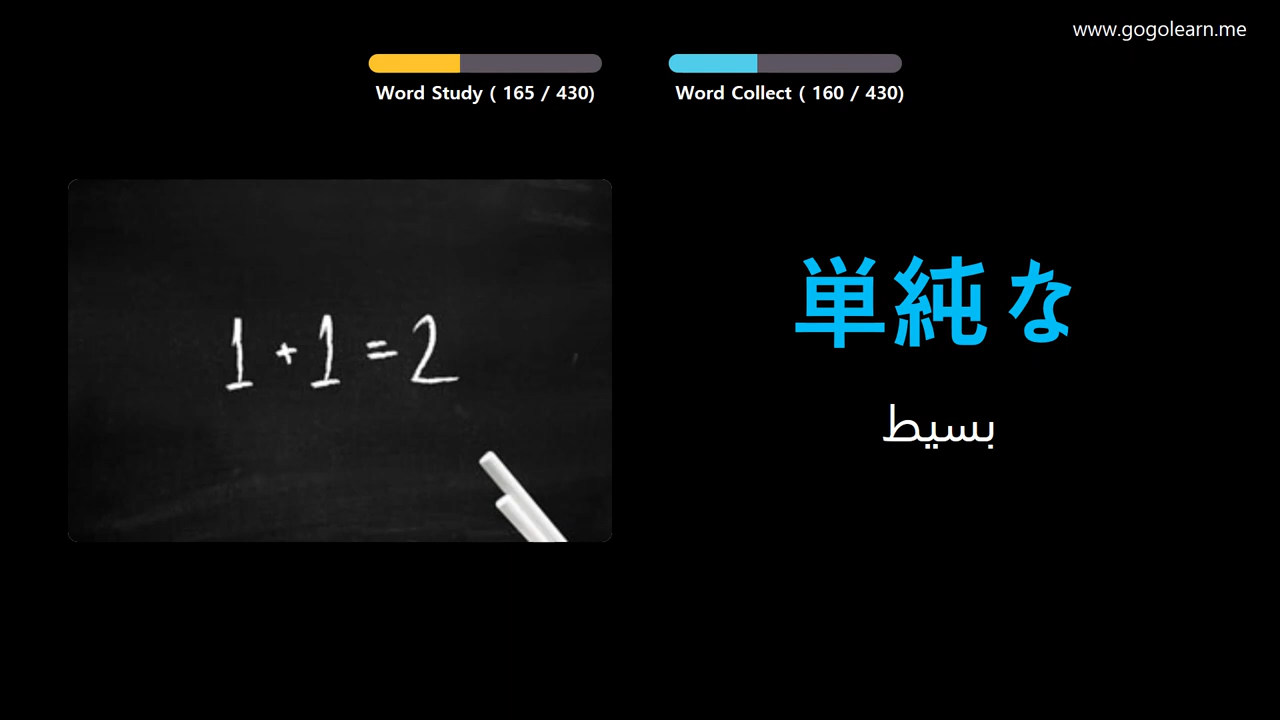 www.gogolearn.me
Word Study ( 165 / 430)
Word Collect ( 160 / 430)
1 + 1 = 2
単純な
بسيط